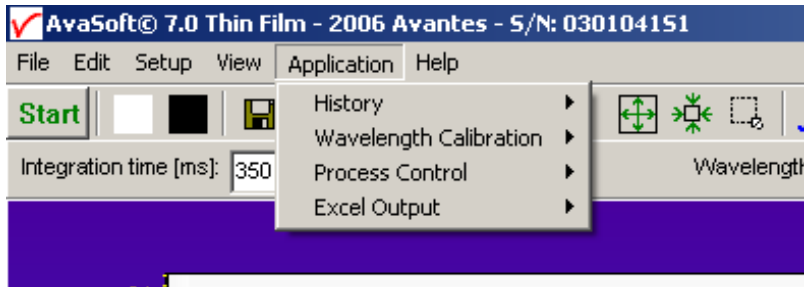 AvaSoft© 7.0 Thin Film - 2006 Avantes - S/N: 0301041S1
File Edit Setup View Application Help
Start
History
Wavelength Calibration
Integration time [ms]: 350
Process Control
Excel Output